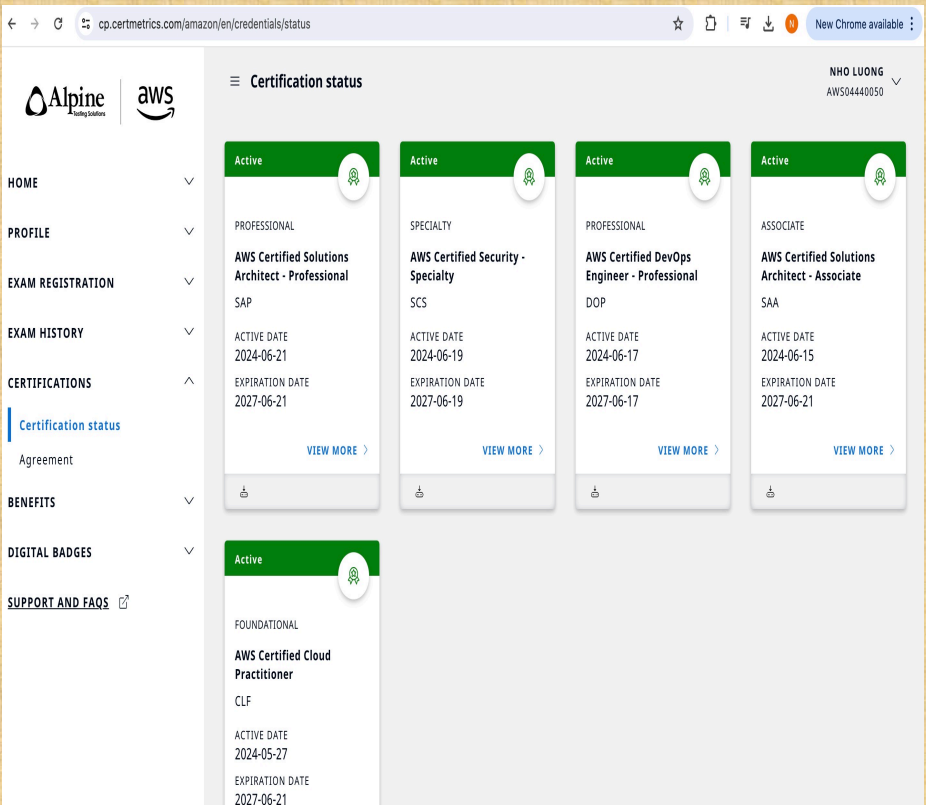 cp.certmetrics.com/amazon/en/credentials/status
N
New Chrome available
Alpine
Testing Solutions
aws
Certification status
NHO LUONG
AWS04440050
HOME
PROFILE
EXAM REGISTRATION
EXAM HISTORY
CERTIFICATIONS
Certification status
Agreement
BENEFITS
DIGITAL BADGES
SUPPORT AND FAQS
Active
PROFESSIONAL
AWS Certified Solutions
Architect - Professional
SAP
ACTIVE DATE
2024-06-21
EXPIRATION DATE
2027-06-21
VIEW MORE
Active
SPECIALTY
AWS Certified Security -
Specialty
SCS
ACTIVE DATE
2024-06-19
EXPIRATION DATE
2027-06-19
VIEW MORE
Active
PROFESSIONAL
AWS Certified DevOps
Engineer - Professional
DOP
ACTIVE DATE
2024-06-17
EXPIRATION DATE
2027-06-17
VIEW MORE
Active
ASSOCIATE
AWS Certified Solutions
Architect - Associate
SAA
ACTIVE DATE
2024-06-15
EXPIRATION DATE
2027-06-21
VIEW MORE
Active
FOUNDATIONAL
AWS Certified Cloud
Practitioner
CLF
ACTIVE DATE
2024-05-27
EXPIRATION DATE
2027-06-21